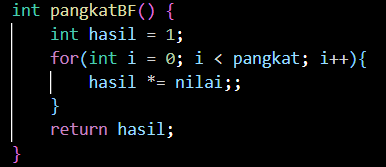 int pangkatBF() {
    int hasil = 1;
    for(int i = 0; i < pangkat; i++){
        hasil *= nilai;;
    }
    return hasil;
}